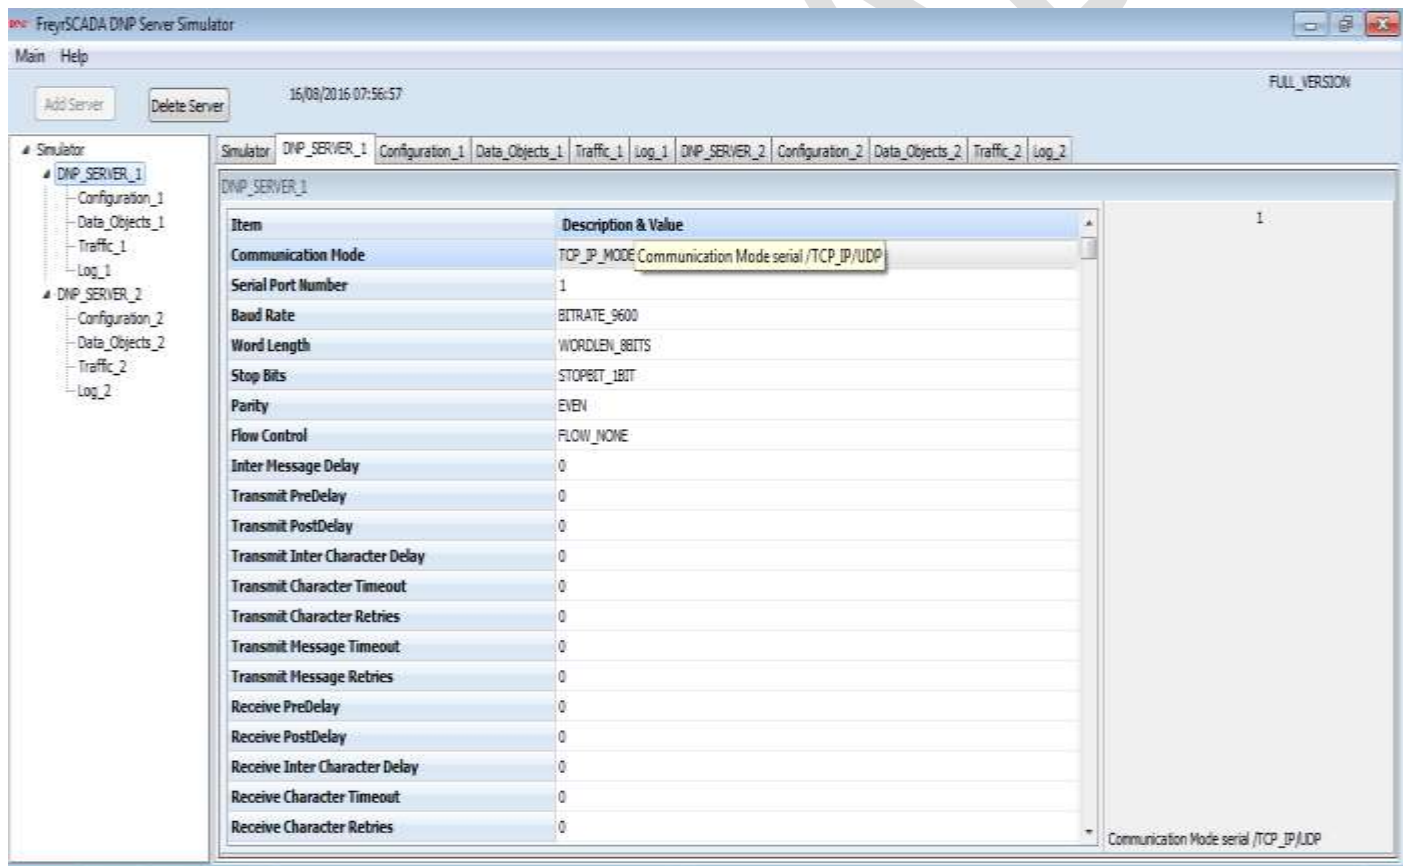 DNP FreyrSCADA DNP Server Simulator
Main Help
FULL_VERSION
Add Server Delete Server 16/08/2016 07:56:57
Simulator
DNP_SERVER_1
Configuration_1
Data_Objects_1
Traffic_1
Log_1
DNP_SERVER_2
Configuration_2
Data_Objects_2
Traffic_2
Log_2
Simulator DNP_SERVER_1 Configuration_1 Data_Objects_1 Traffic_1 Log_1 DNP_SERVER_2 Configuration_2 Data_Objects_2 Traffic_2 Log_2
DNP_SERVER_1
Item Description & Value
Communication Mode TCP_IP_MODE Communication Mode serial /TCP_IP/UDP
Serial Port Number 1
Baud Rate BITRATE_9600
Word Length WORDLEN_8BITS
Stop Bits STOPBIT_1BIT
Parity EVEN
Flow Control FLOW_NONE
Inter Message Delay 0
Transmit PreDelay 0
Transmit PostDelay 0
Transmit Inter Character Delay 0
Transmit Character Timeout 0
Transmit Character Retries 0
Transmit Message Timeout 0
Transmit Message Retries 0
Receive PreDelay 0
Receive PostDelay 0
Receive Inter Character Delay 0
Receive Character Timeout 0
Receive Character Retries 0
1
Communication Mode serial /TCP_IP/UDP